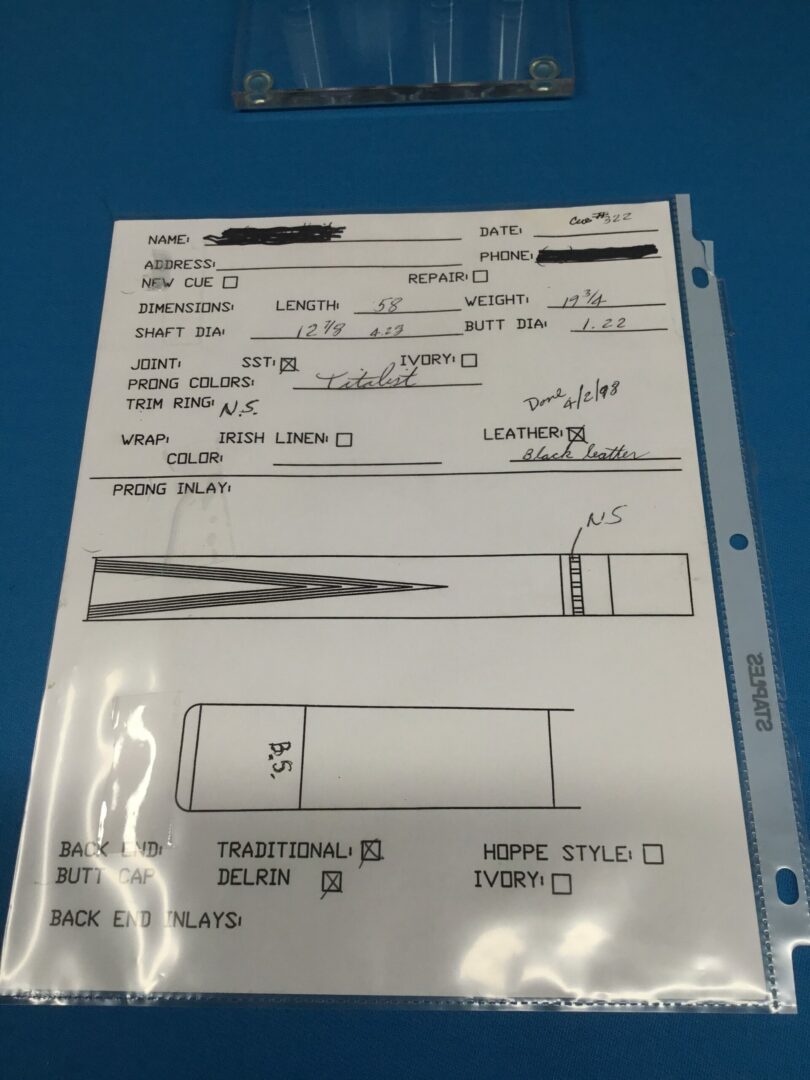 NAME:
DATE: Cue # 322
ADDRESS:
PHONE:
NEW CUE
REPAIR:
DIMENSIONS: LENGTH: 58 WEIGHT: 19 3/4
SHAFT DIA: 12 7/8 BUTT DIA: 1.22
JOINT: SST: IVORY:
PRONG COLORS: Titalist
TRIM RING: N.S.
Done 4/2/98
WRAP: IRISH LINEN: LEATHER:
COLOR: Black leather
PRONG INLAY:
NS
B.S.
BACK END: TRADITIONAL: HOPPE STYLE:
BUTT CAP DELRIN IVORY:
BACK END INLAYS:
STAPLES